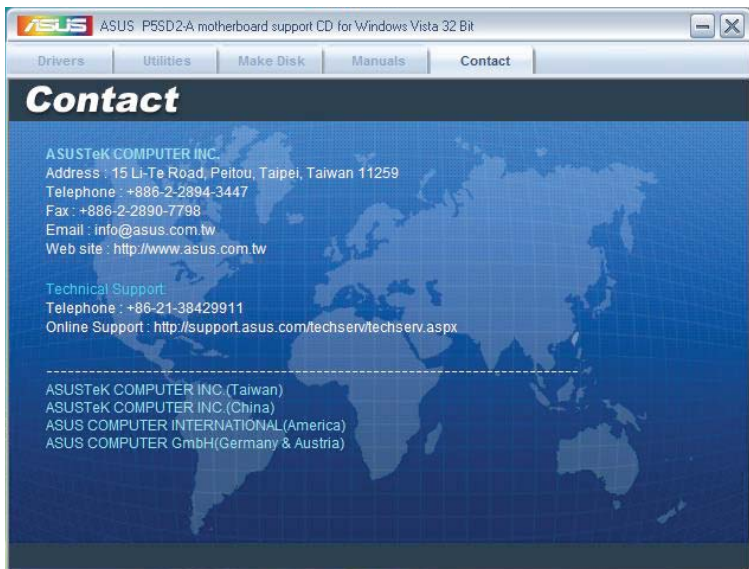 ASUS ASUS P5SD2-A motherboard support CD for Windows Vista 32 Bit
Drivers Utilities Make Disk Manuals Contact
Contact
ASUSTeK COMPUTER INC.
Address : 15 Li-Te Road, Peitou, Taipei, Taiwan 11259
Telephone : +886-2-2894-3447
Fax : +886-2-2890-7798
Email : info@asus.com.tw
Web site : http://www.asus.com.tw
Technical Support:
Telephone : +86-21-38429911
Online Support : http://support.asus.com/techserv/techserv.aspx
ASUSTeK COMPUTER INC.(Taiwan)
ASUSTeK COMPUTER INC.(China)
ASUS COMPUTER INTERNATIONAL(America)
ASUS COMPUTER GmbH(Germany & Austria)